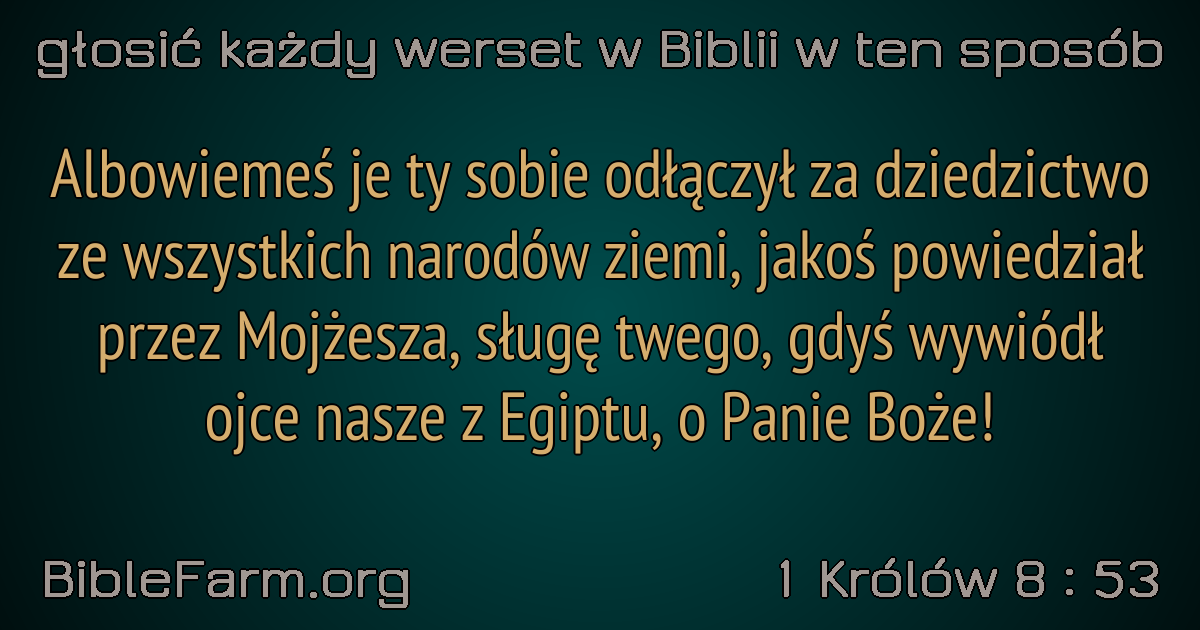 głosić każdy werset w Biblii w ten sposób
Albowiemeś je ty sobie odłączył za dziedzictwo
ze wszystkich narodów ziemi, jakoś powiedział
przez Mojżesza, sługę twego, gdyś wywiódł
ojce nasze z Egiptu, o Panie Boże!
BibleFarm.org
1 Królów 8 : 53